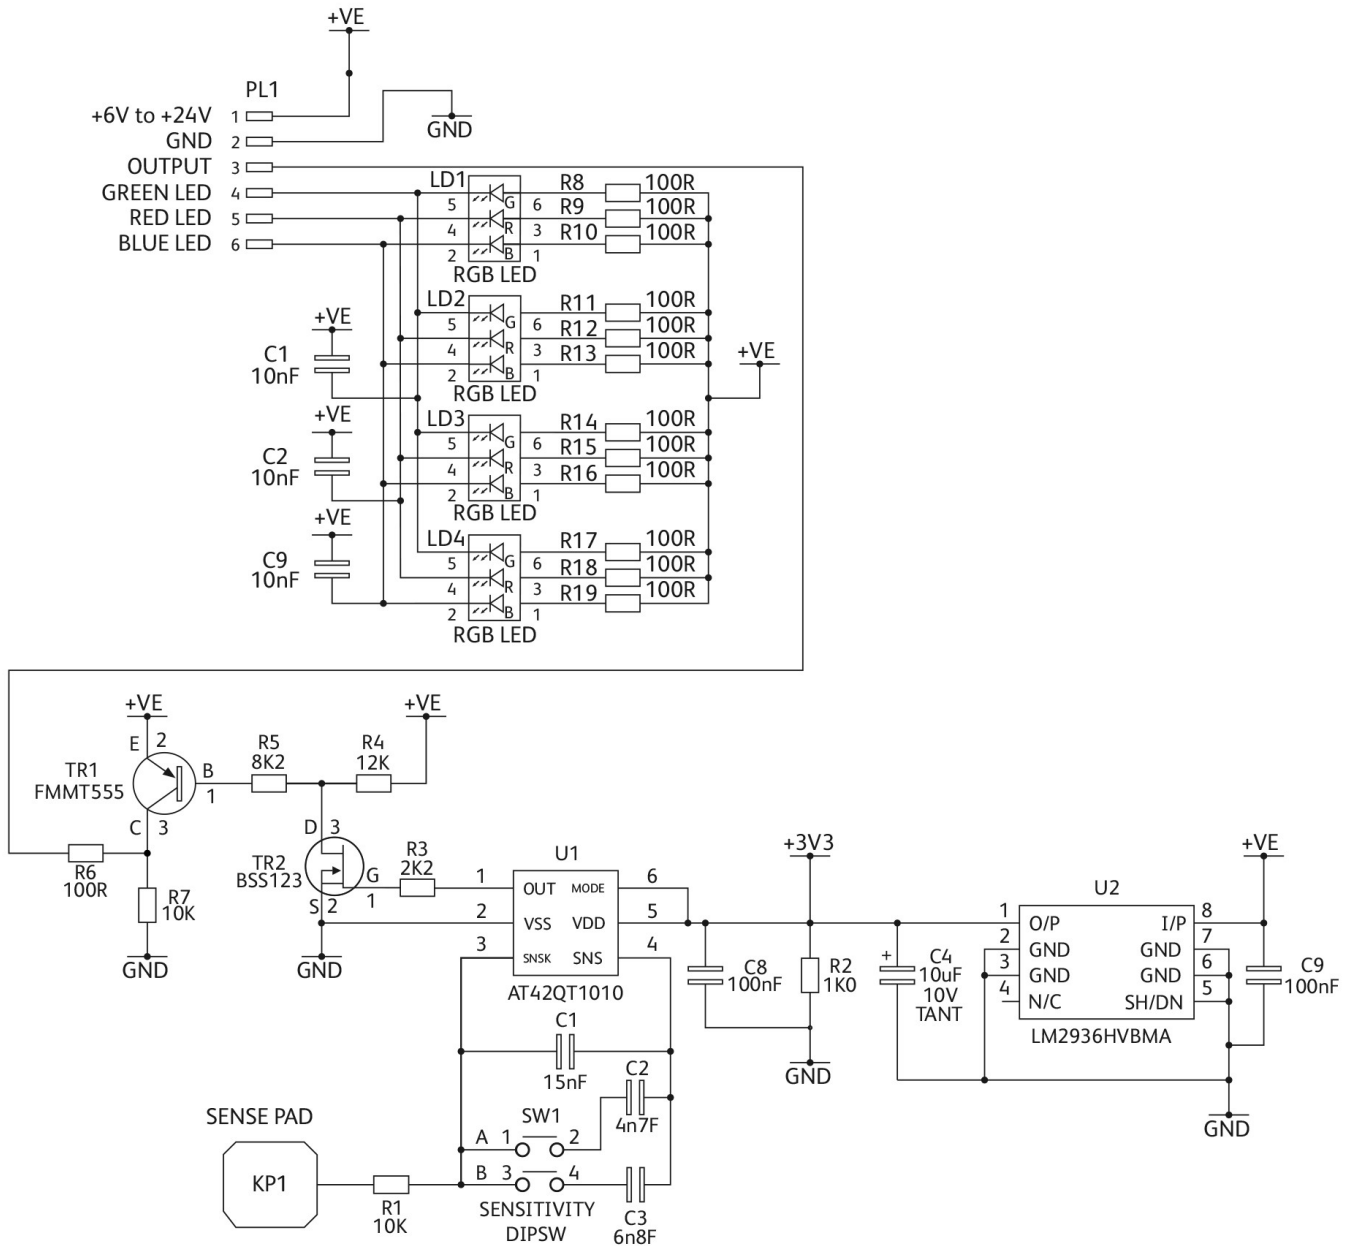 +VE
PL1
+6V to +24V 1
GND 2
GND
OUTPUT 3
GREEN LED 4
RED LED 5
BLUE LED 6
LD1
5 G 6 R8 100R
4 R 3 R9 100R
2 B 1 R10 100R
RGB LED
LD2
5 G 6 R11 100R
4 R 3 R12 100R
2 B 1 R13 100R
RGB LED
+VE
C1
10nF
+VE
+VE
C2
10nF
LD3
5 G 6 R14 100R
4 R 3 R15 100R
2 B 1 R16 100R
RGB LED
+VE
C9
10nF
LD4
5 G 6 R17 100R
4 R 3 R18 100R
2 B 1 R19 100R
RGB LED
+VE
E 2
TR1
FMMT555
B
1
C 3
R5
8K2
R4
12K
+VE
R6
100R
R7
10K
GND
D 3
TR2
BSS123
G
1
S 2
GND
R3
2K2
U1
1 OUT MODE 6
2 VSS VDD 5
3 SNSK SNS 4
AT42QT1010
C1
15nF
C2
4n7F
SW1
A 1 2
B 3 4
SENSITIVITY
DIPSW
C3
6n8F
SENSE PAD
KP1
R1
10K
+3V3
C8
100nF
R2
1K0
GND
+
C4
10uF
10V
TANT
U2
1 O/P I/P 8
2 GND GND 7
3 GND GND 6
4 N/C SH/DN 5
LM2936HVBMA
+VE
C9
100nF
GND